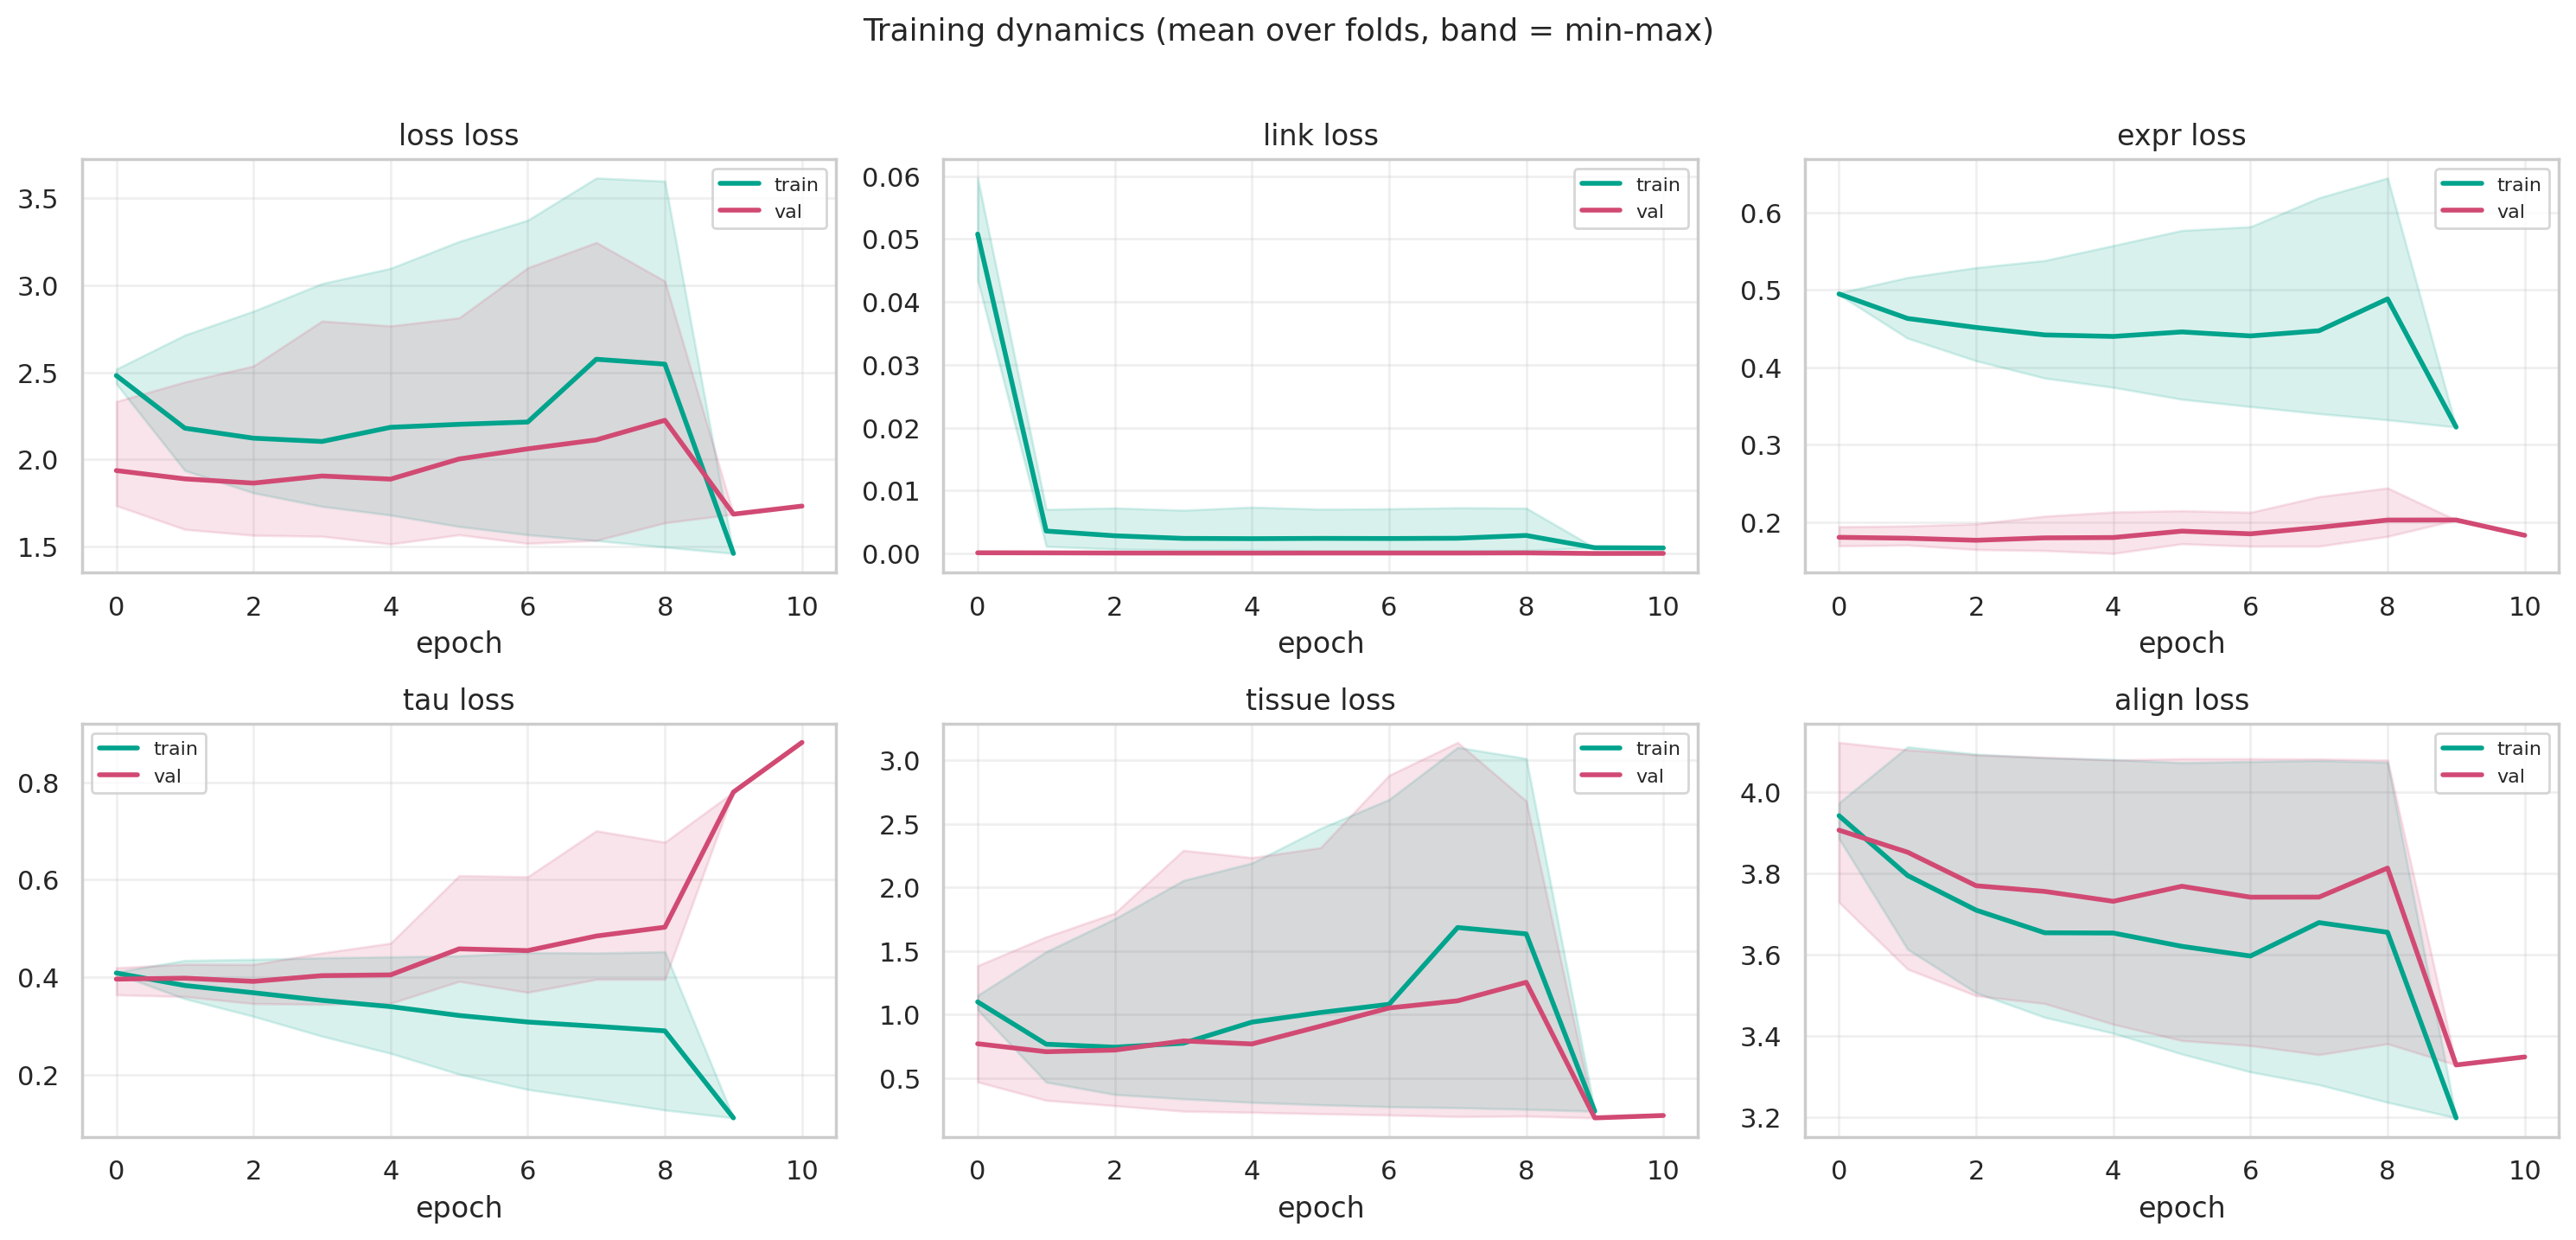 Training dynamics (mean over folds, band = min-max)
loss loss
link loss
expr loss
3.5
3.0
2.5
2.0
1.5
train
val
0 2 4 6 8 10
epoch
0.06
0.05
0.04
0.03
0.02
0.01
0.00
train
val
0 2 4 6 8 10
epoch
0.6
0.5
0.4
0.3
0.2
train
val
0 2 4 6 8 10
epoch
tau loss
tissue loss
align loss
0.8
0.6
0.4
0.2
train
val
0 2 4 6 8 10
epoch
3.0
2.5
2.0
1.5
1.0
0.5
train
val
0 2 4 6 8 10
epoch
4.0
3.8
3.6
3.4
3.2
train
val
0 2 4 6 8 10
epoch